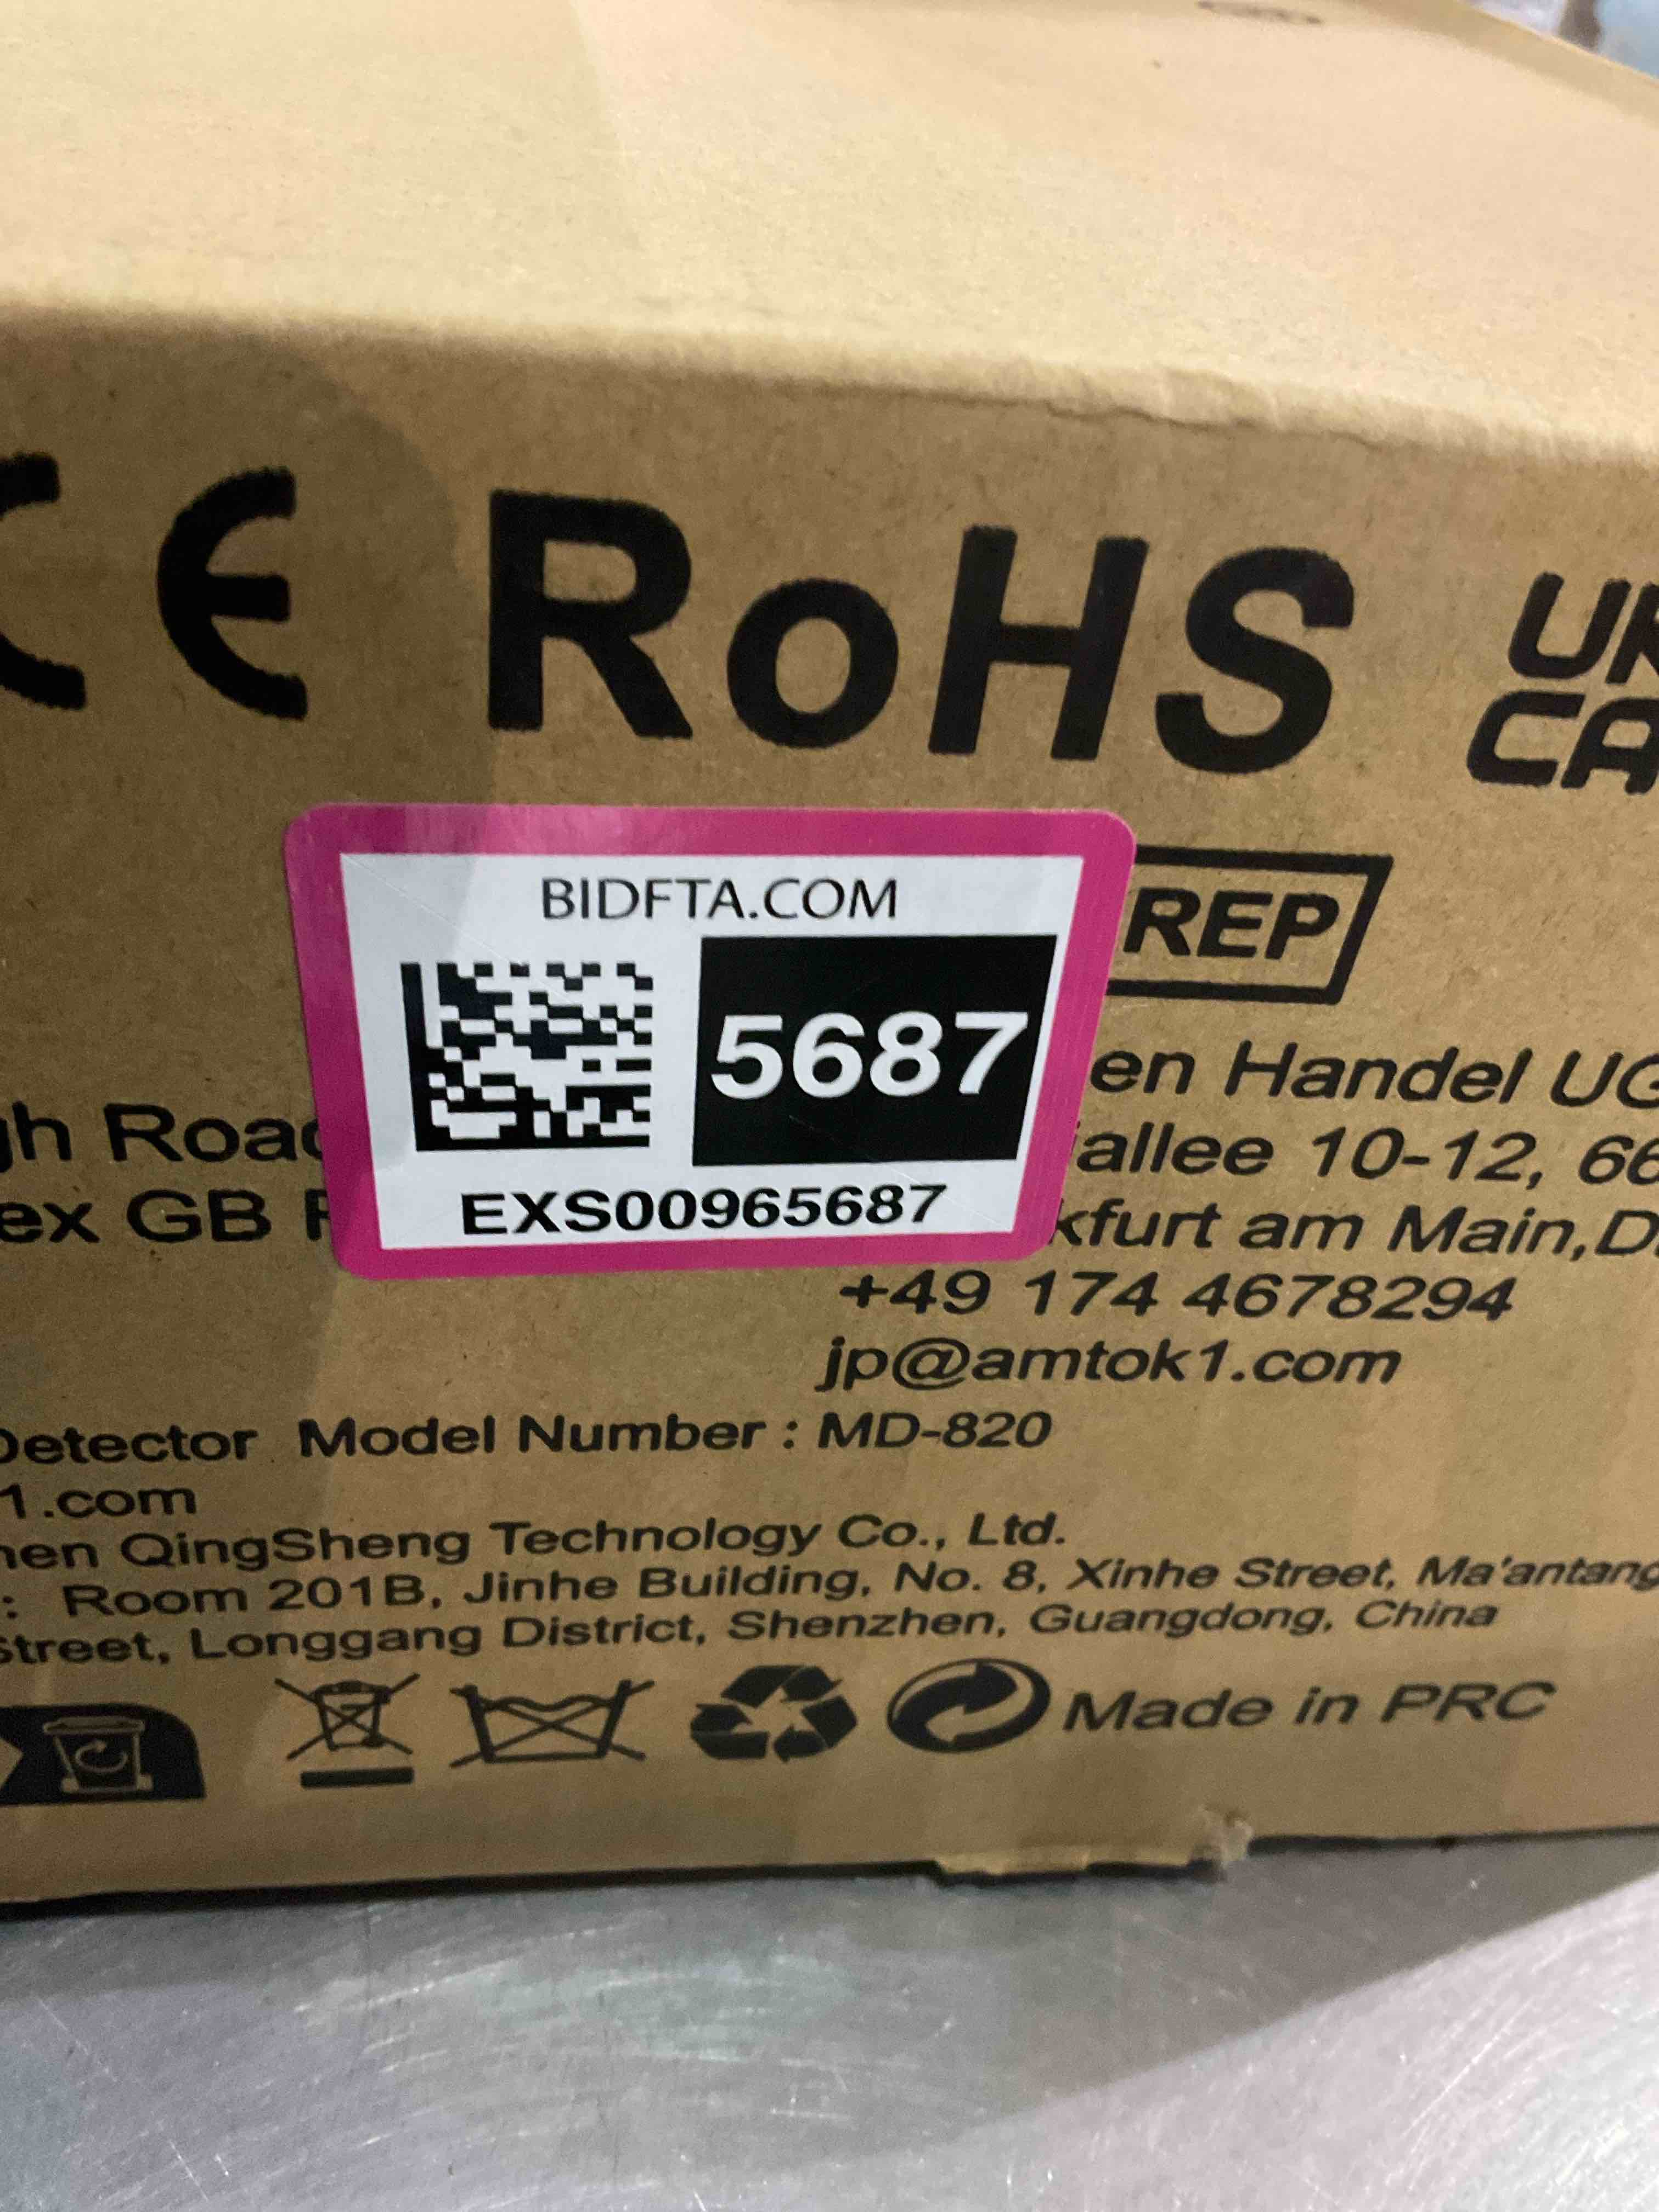 CE RoHS UK
CA
BIDFTA.COM
5687
EXS00965687
REP
en Handel UG
gh Road
allee 10-12, 66
ex GB
kfurt am Main,D
+49 174 4678294
jp@amtok1.com
Detector Model Number : MD-820
1.com
hen QingSheng Technology Co., Ltd.
: Room 201B, Jinhe Building, No. 8, Xinhe Street, Ma'antang
Street, Longgang District, Shenzhen, Guangdong, China
Made in PRC